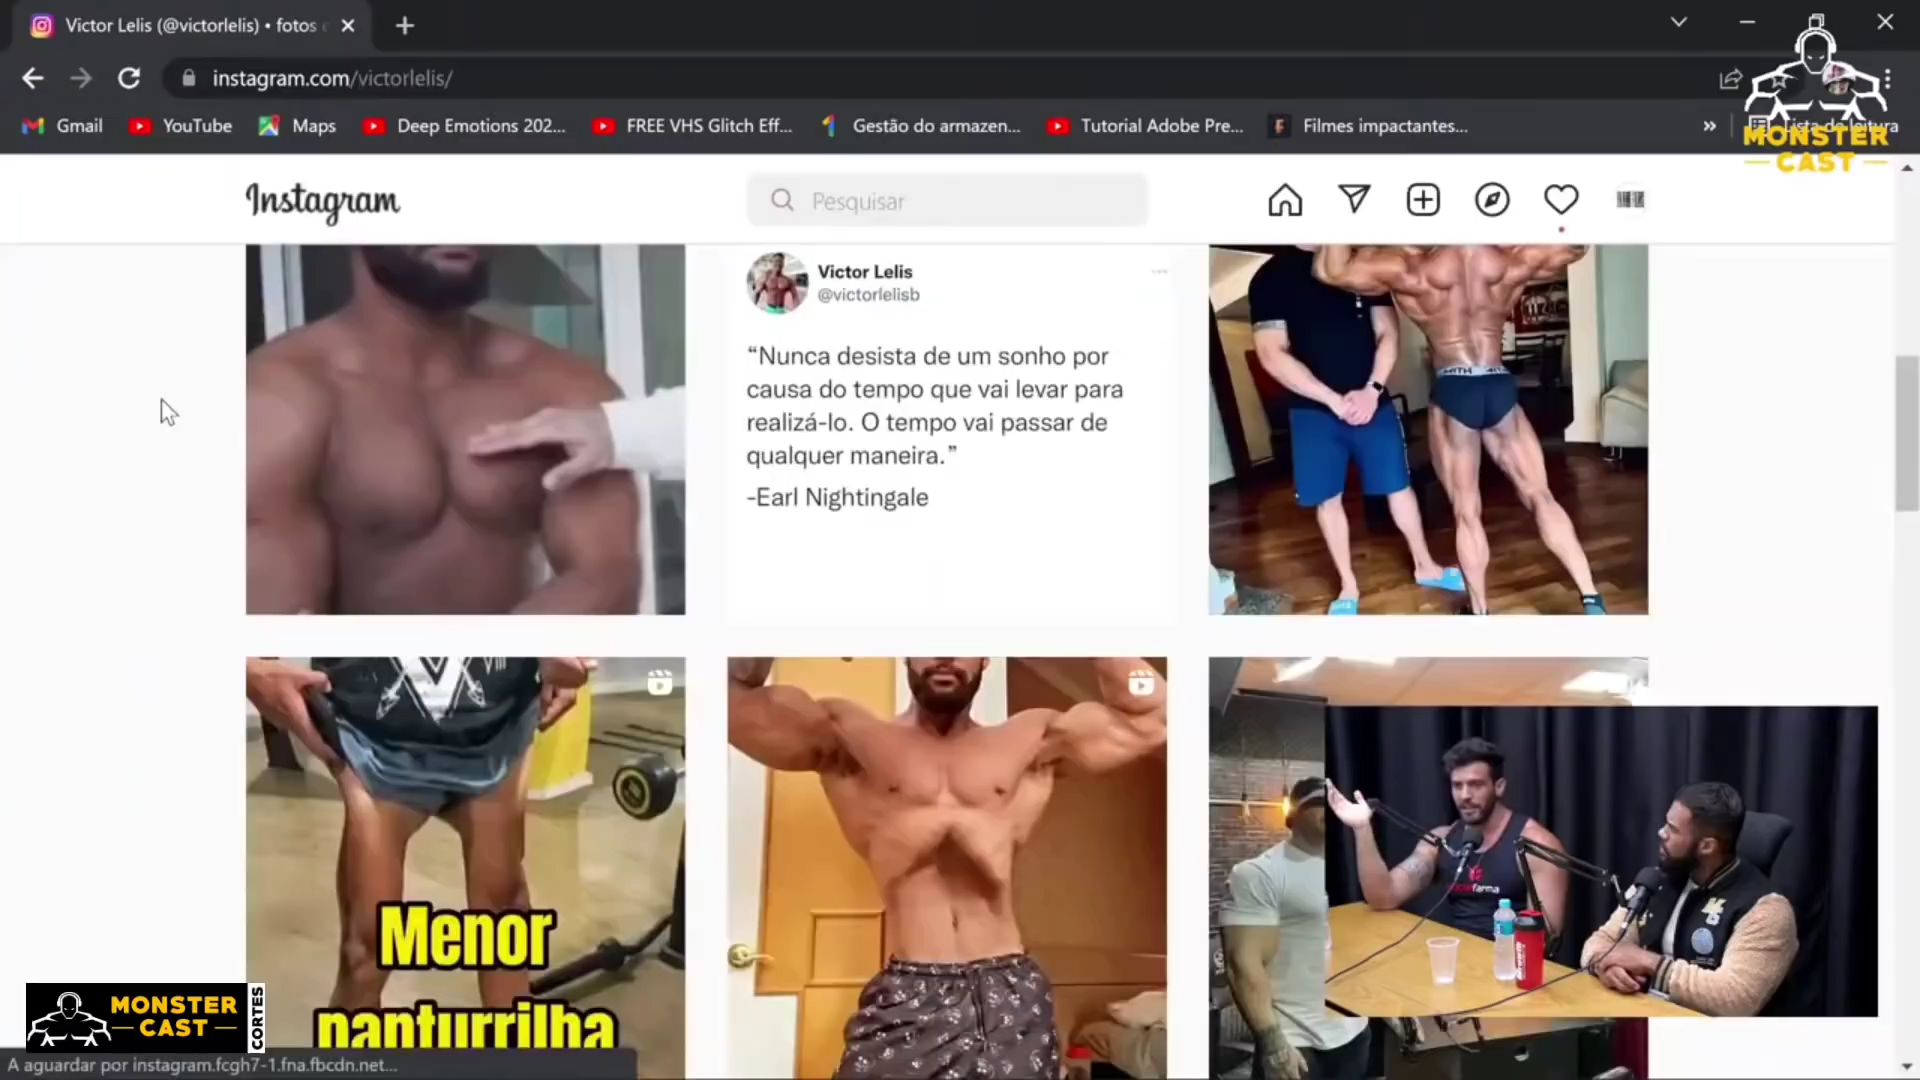 Victor Lelis (@victorlelis) • fotos
instagram.com/victorlelis/
Gmail
YouTube
Maps
Deep Emotions 202...
FREE VHS Glitch Eff...
Gestão do armazen...
Tutorial Adobe Pre...
Filmes impactantes...
»
Lista de leitura
MONSTER
CAST
Instagram
Pesquisar
Victor Lelis
@victorlelisb
“Nunca desista de um sonho por
causa do tempo que vai levar para
realizá-lo. O tempo vai passar de
qualquer maneira.”
-Earl Nightingale
Menor
panturrilha
MONSTER
CAST
CORTES
A aguardar por instagram.fcgh7-1.fna.fbcdn.net...